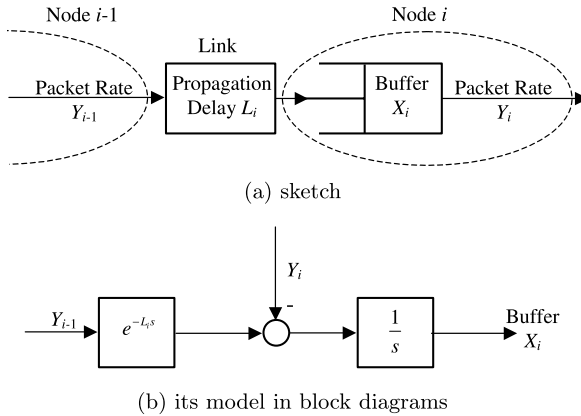 Node i-1
Node i
Link
Packet Rate
Y_{i-1}
Propagation
Delay L_i
Buffer
X_i
Packet Rate
Y_i
(a) sketch
Y_i
-
Y_{i-1}
e^{-L_i s}
1
s
Buffer
X_i
(b) its model in block diagrams